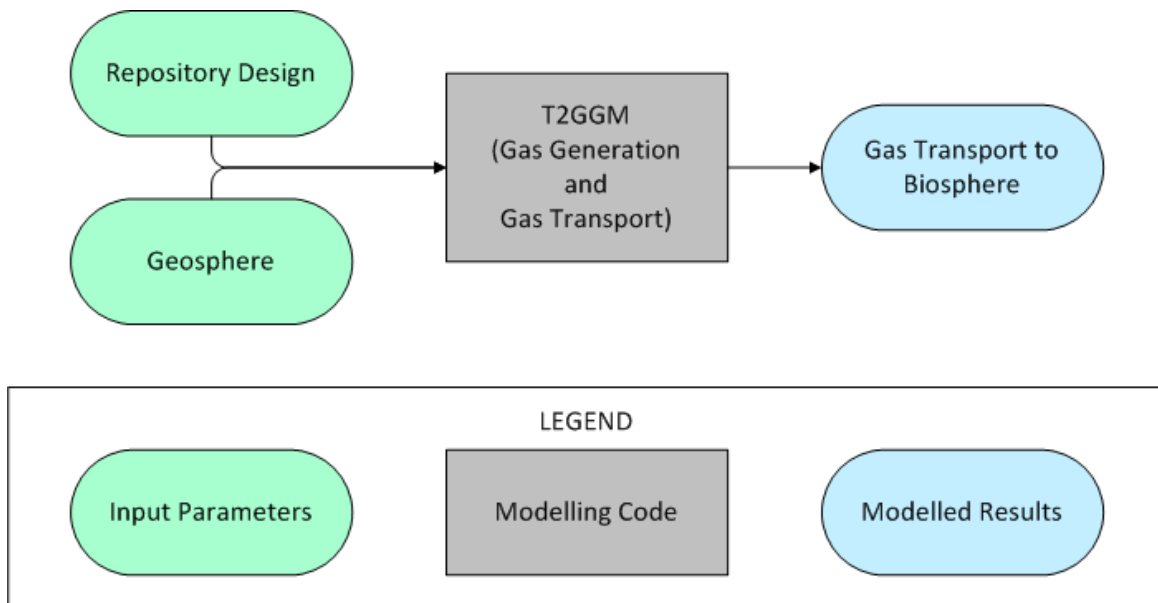 Repository Design
Geosphere
T2GGM
(Gas Generation
and
Gas Transport)
Gas Transport to
Biosphere
LEGEND
Input Parameters
Modelling Code
Modelled Results